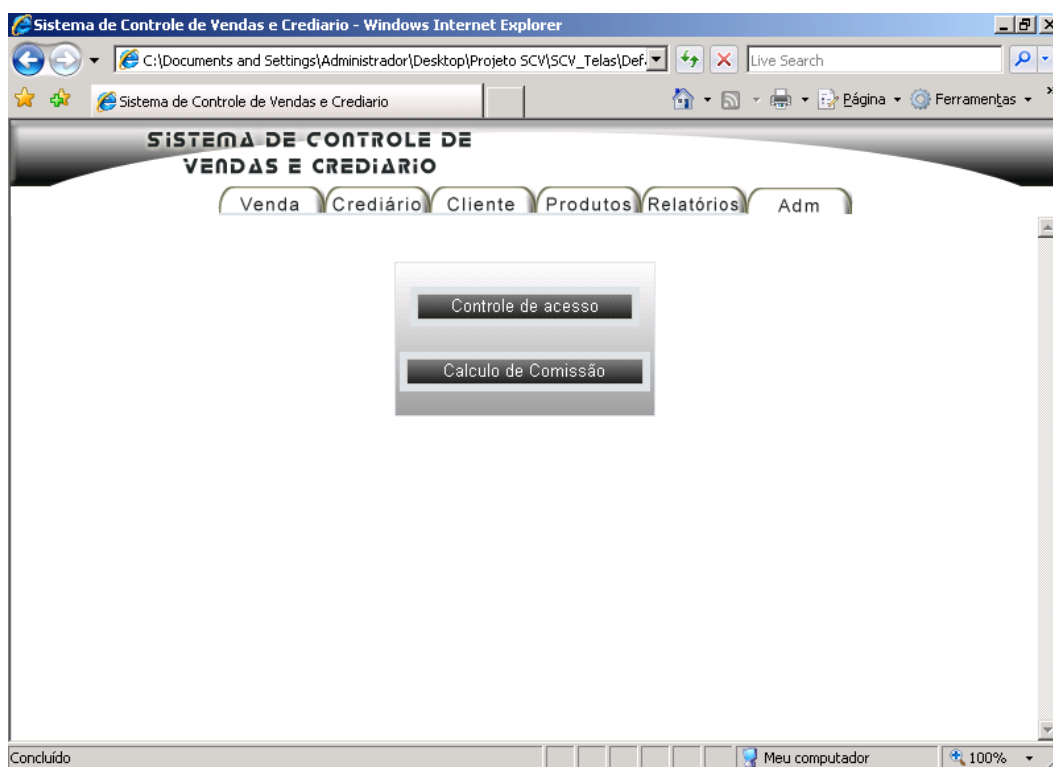 Sistema de Controle de Vendas e Crediario - Windows Internet Explorer
C:\Documents and Settings\Administrador\Desktop\Projeto SCV\SCV_Telas\Def.
Live Search
Sistema de Controle de Vendas e Crediario
Página
Ferramentas
»
SISTEMA DE CONTROLE DE
VENDAS E CREDIARIO
Venda Crediário Cliente Produtos Relatórios Adm
Controle de acesso
Calculo de Comissão
Concluído
Meu computador
100%